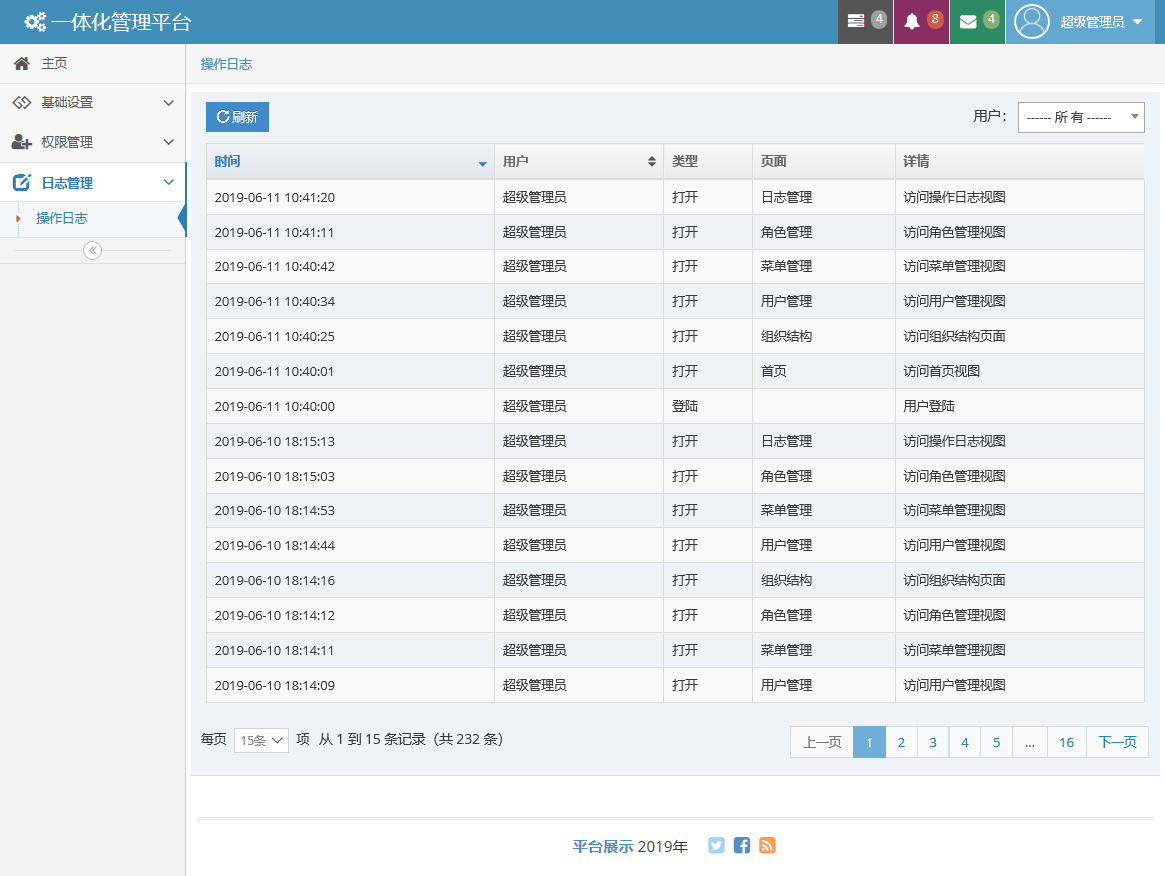 一体化管理平台 4 8 4 超级管理员
主页
基础设置
权限管理
日志管理
操作日志
操作日志
刷新 用户： ------ 所 有 ------
时间 用户 类型 页面 详情
2019-06-11 10:41:20 超级管理员 打开 日志管理 访问操作日志视图
2019-06-11 10:41:11 超级管理员 打开 角色管理 访问角色管理视图
2019-06-11 10:40:42 超级管理员 打开 菜单管理 访问菜单管理视图
2019-06-11 10:40:34 超级管理员 打开 用户管理 访问用户管理视图
2019-06-11 10:40:25 超级管理员 打开 组织结构 访问组织结构页面
2019-06-11 10:40:01 超级管理员 打开 首页 访问首页视图
2019-06-11 10:40:00 超级管理员 登陆 用户登陆
2019-06-10 18:15:13 超级管理员 打开 日志管理 访问操作日志视图
2019-06-10 18:15:03 超级管理员 打开 角色管理 访问角色管理视图
2019-06-10 18:14:53 超级管理员 打开 菜单管理 访问菜单管理视图
2019-06-10 18:14:44 超级管理员 打开 用户管理 访问用户管理视图
2019-06-10 18:14:16 超级管理员 打开 组织结构 访问组织结构页面
2019-06-10 18:14:12 超级管理员 打开 角色管理 访问角色管理视图
2019-06-10 18:14:11 超级管理员 打开 菜单管理 访问菜单管理视图
2019-06-10 18:14:09 超级管理员 打开 用户管理 访问用户管理视图
每页 15条 项 从 1 到 15 条记录（共 232 条） 上一页 1 2 3 4 5 ... 16 下一页
平台展示 2019年